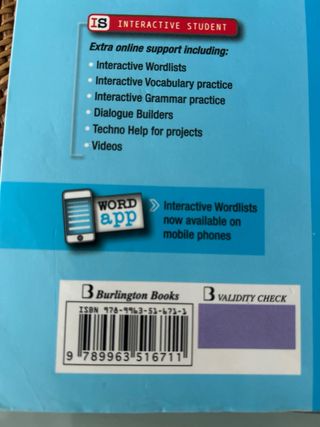 IS INTERACTIVE STUDENT
Extra online support including:
• Interactive Wordlists
• Interactive Vocabulary practice
• Interactive Grammar practice
• Dialogue Builders
• Techno Help for projects
• Videos
WORD
app
Interactive Wordlists
now available on
mobile phones
B Burlington Books
B VALIDITY CHECK
ISBN 978-9963-51-671-1
9 789963 516711